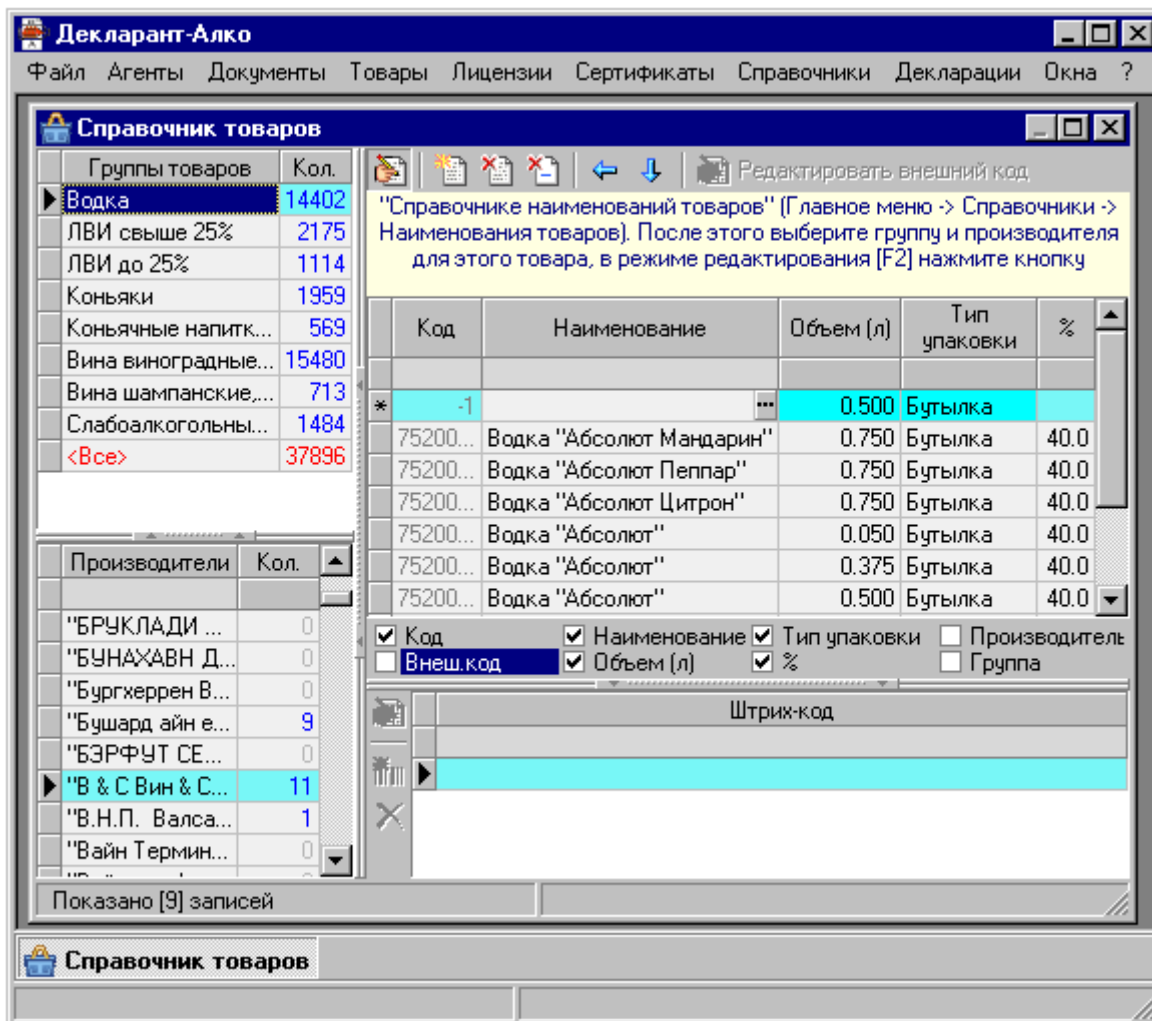 Декларант-Алко
Файл Агенты Документы Товары Лицензии Сертификаты Справочники Декларации Окна ?
Справочник товаров
Группы товаров Кол.
Водка 14402
ЛВИ свыше 25% 2175
ЛВИ до 25% 1114
Коньяки 1959
Коньячные напитк... 569
Вина виноградные... 15480
Вина шампанские,... 713
Слабоалкогольны... 1484
<Все> 37896
Производители Кол.
"БРУКЛАДИ ... 0
"БУНАХАВН Д... 0
"Бургхеррен В... 0
"Бушард айн е... 9
"БЭРФУТ СЕ... 0
"В & С Вин & С... 11
"В.Н.П. Валса... 1
"Вайн Термин... 0
Редактировать внешний код
"Справочнике наименований товаров" (Главное меню -> Справочники ->
Наименования товаров). После этого выберите группу и производителя
для этого товара, в режиме редактирования [F2] нажмите кнопку
Код Наименование Объем (л) Тип упаковки %
* -1 ... 0.500 Бутылка
75200... Водка "Абсолют Мандарин" 0.750 Бутылка 40.0
75200... Водка "Абсолют Пеппар" 0.750 Бутылка 40.0
75200... Водка "Абсолют Цитрон" 0.750 Бутылка 40.0
75200... Водка "Абсолют" 0.050 Бутылка 40.0
75200... Водка "Абсолют" 0.375 Бутылка 40.0
75200... Водка "Абсолют" 0.500 Бутылка 40.0
Код Наименование Тип упаковки Производитель
Внеш.код Объем (л) % Группа
Штрих-код
Показано [9] записей
Справочник товаров